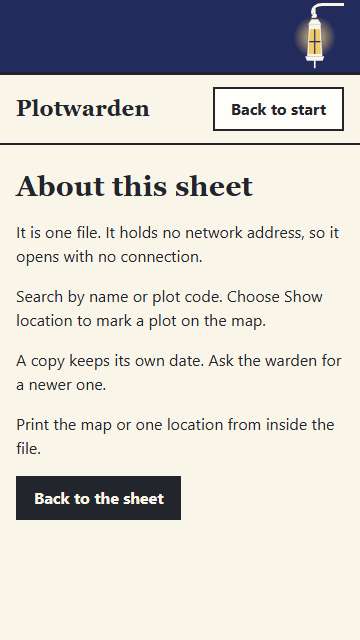 Plotwarden
Back to start
About this sheet
It is one file. It holds no network address, so it
opens with no connection.
Search by name or plot code. Choose Show
location to mark a plot on the map.
A copy keeps its own date. Ask the warden for
a newer one.
Print the map or one location from inside the
file.
Back to the sheet